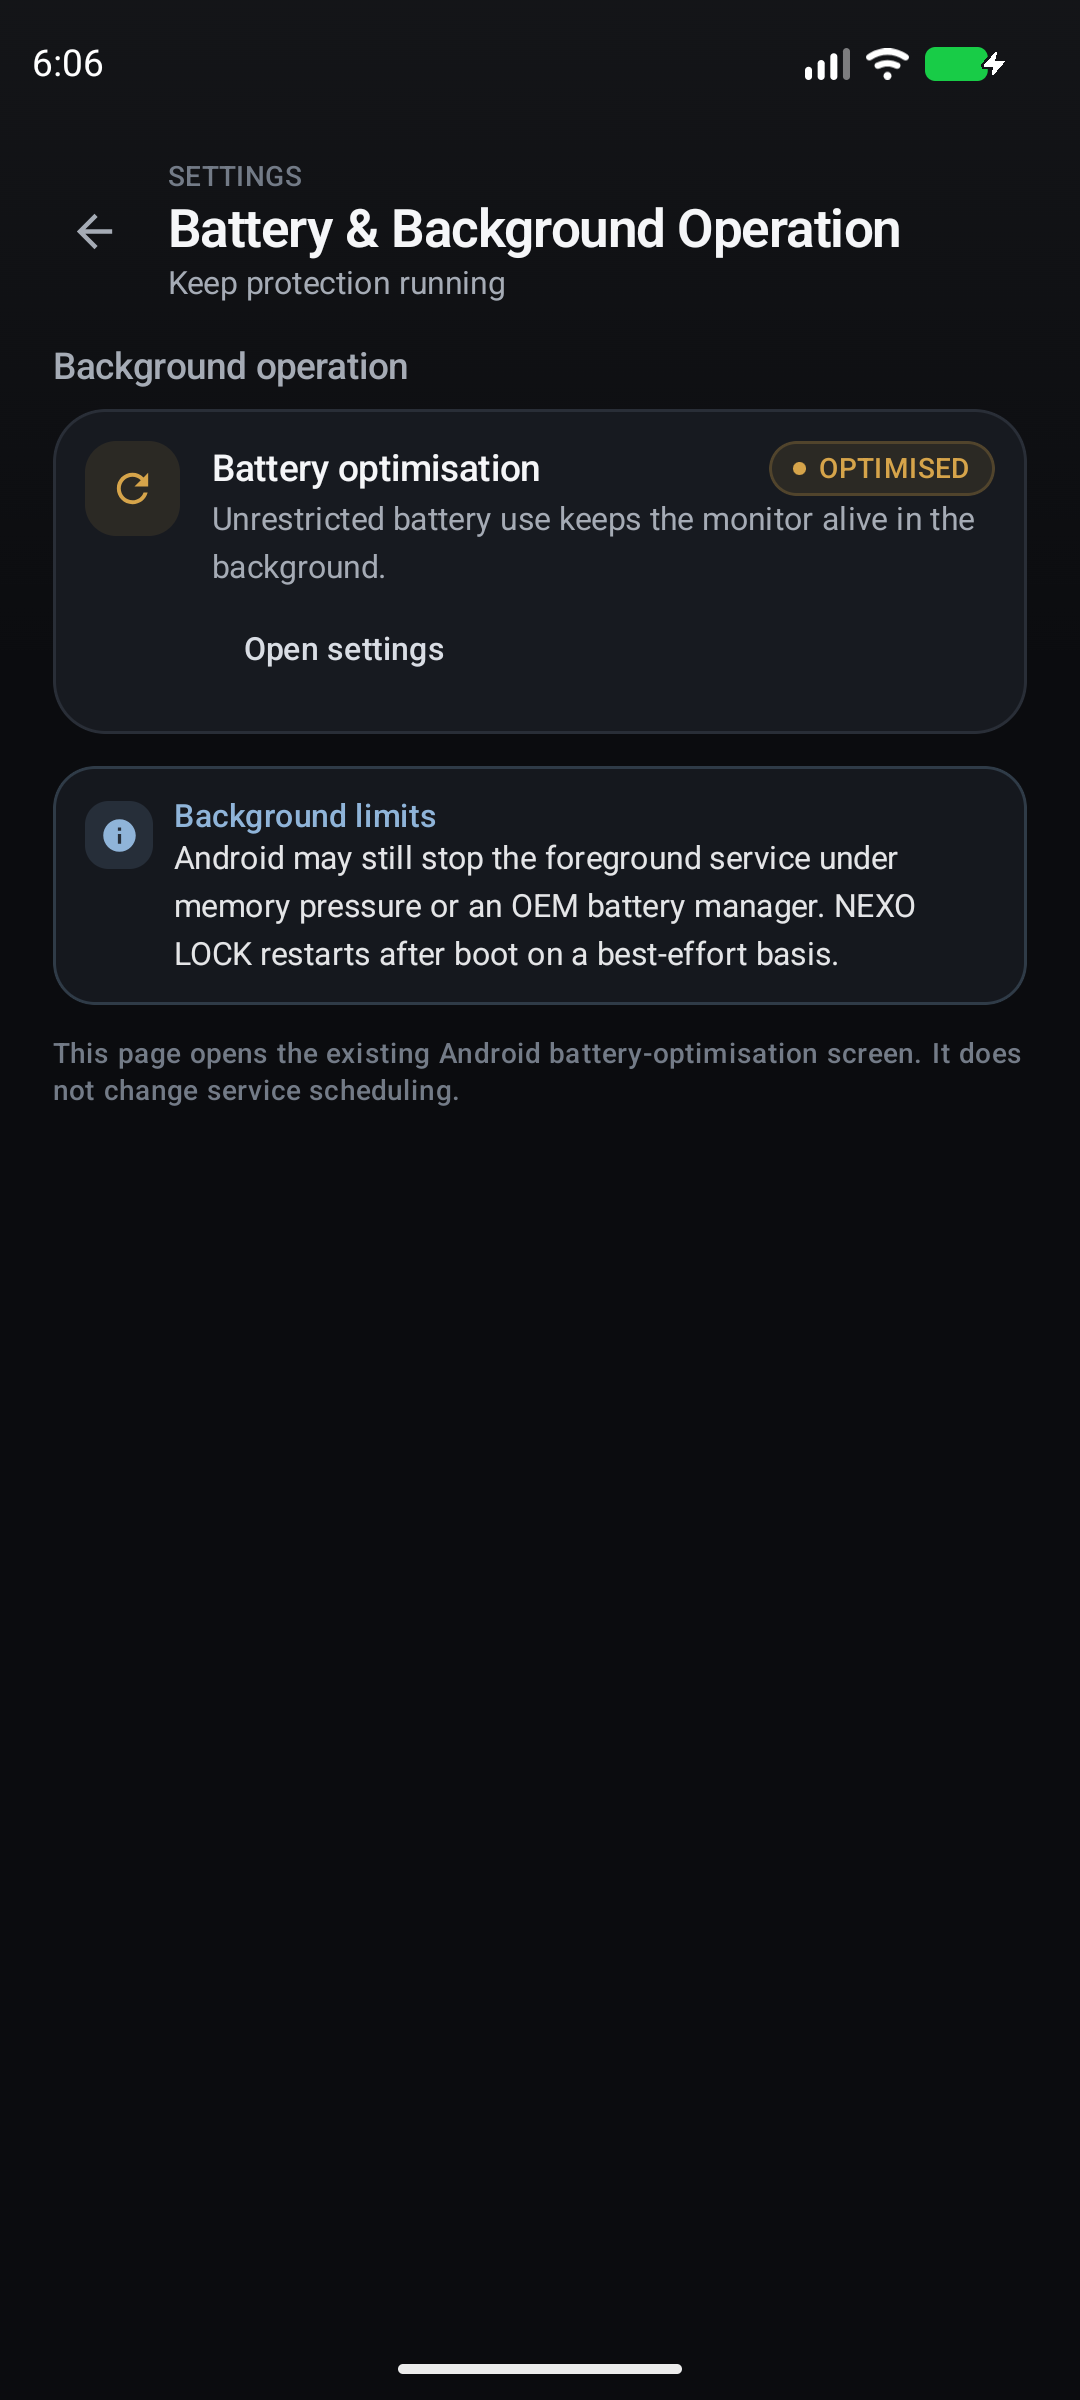 6:06
SETTINGS
Battery & Background Operation
Keep protection running
Background operation
Battery optimisation
OPTIMISED
Unrestricted battery use keeps the monitor alive in the
background.
Open settings
Background limits
Android may still stop the foreground service under
memory pressure or an OEM battery manager. NEXO
LOCK restarts after boot on a best-effort basis.
This page opens the existing Android battery-optimisation screen. It does
not change service scheduling.